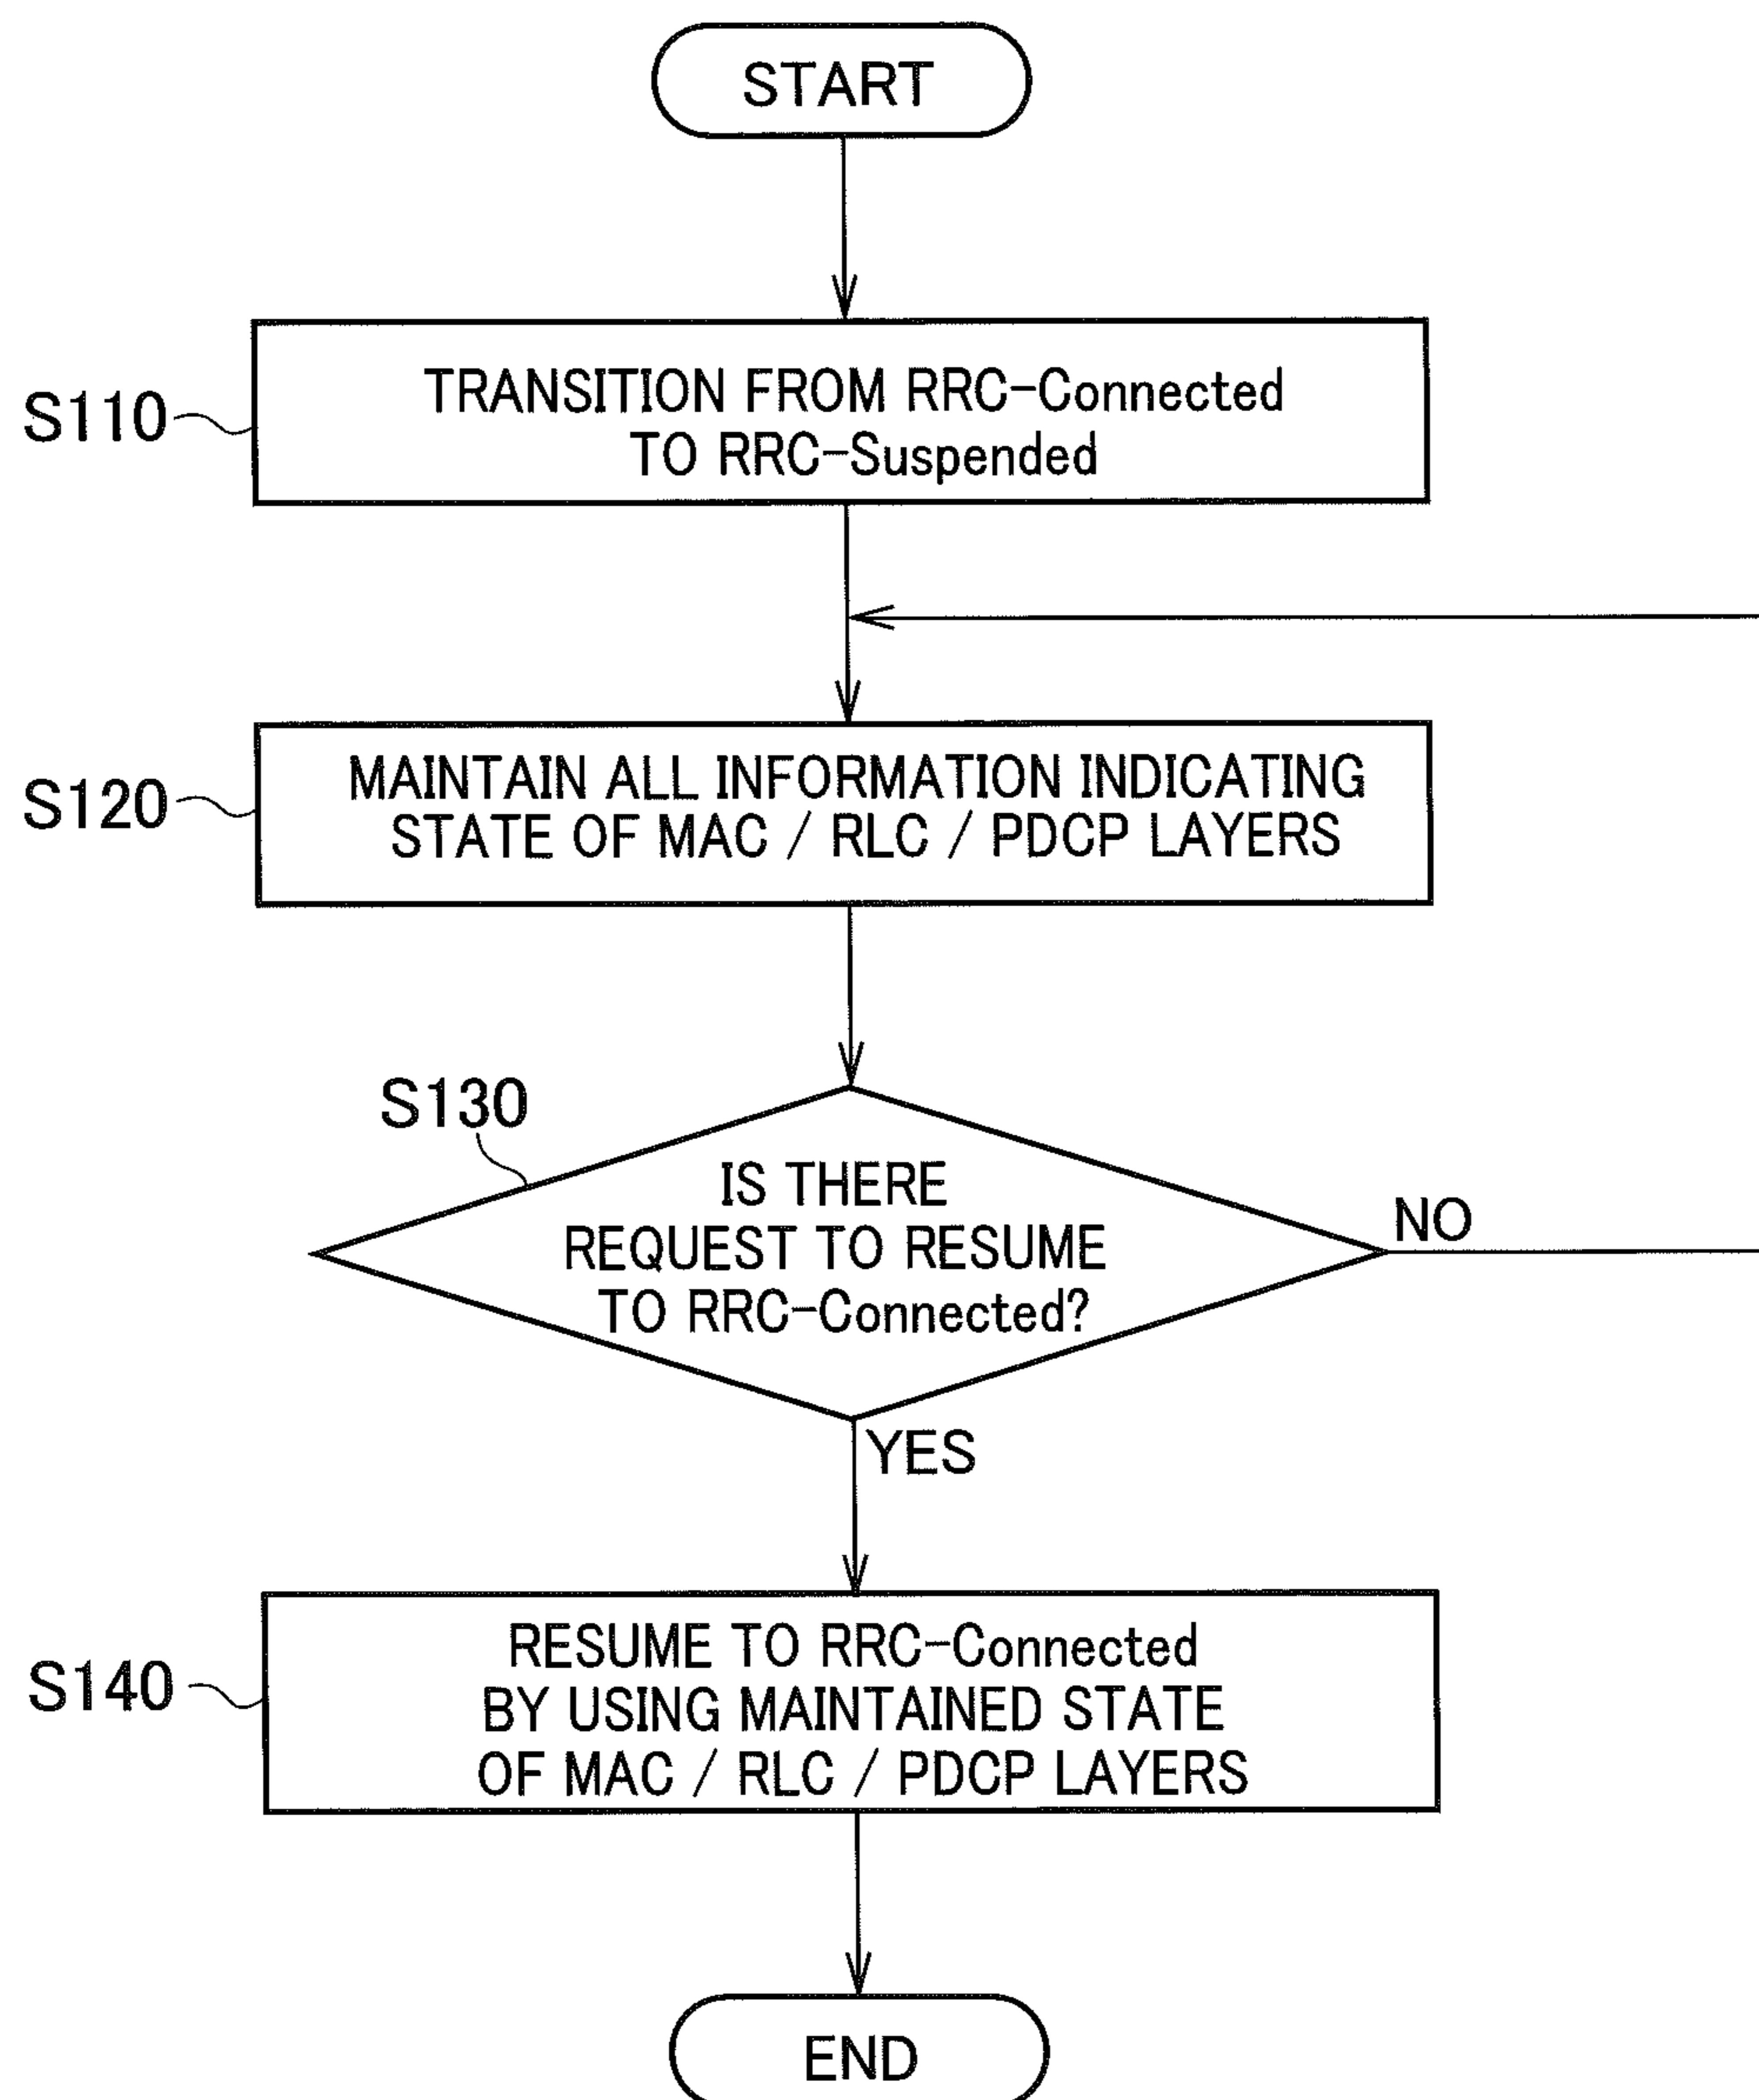 START
S110
TRANSITION FROM RRC-Connected
TO RRC-Suspended
S120
MAINTAIN ALL INFORMATION INDICATING
STATE OF MAC / RLC / PDCP LAYERS
S130
IS THERE
REQUEST TO RESUME
TO RRC-Connected?
NO
YES
S140
RESUME TO RRC-Connected
BY USING MAINTAINED STATE
OF MAC / RLC / PDCP LAYERS
END